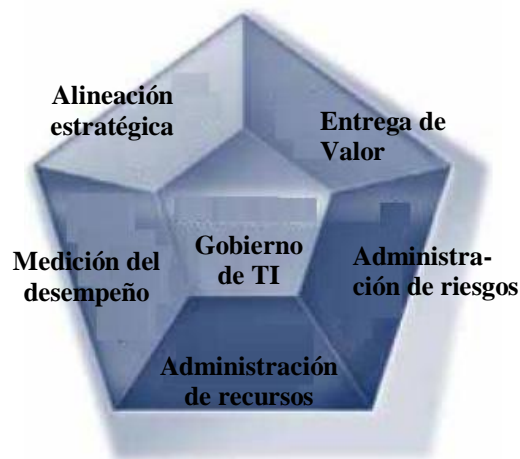 Alineación
estratégica
Entrega de
Valor
Gobierno
de TI
Medición del
desempeño
Administra-
ción de riesgos
Administración
de recursos